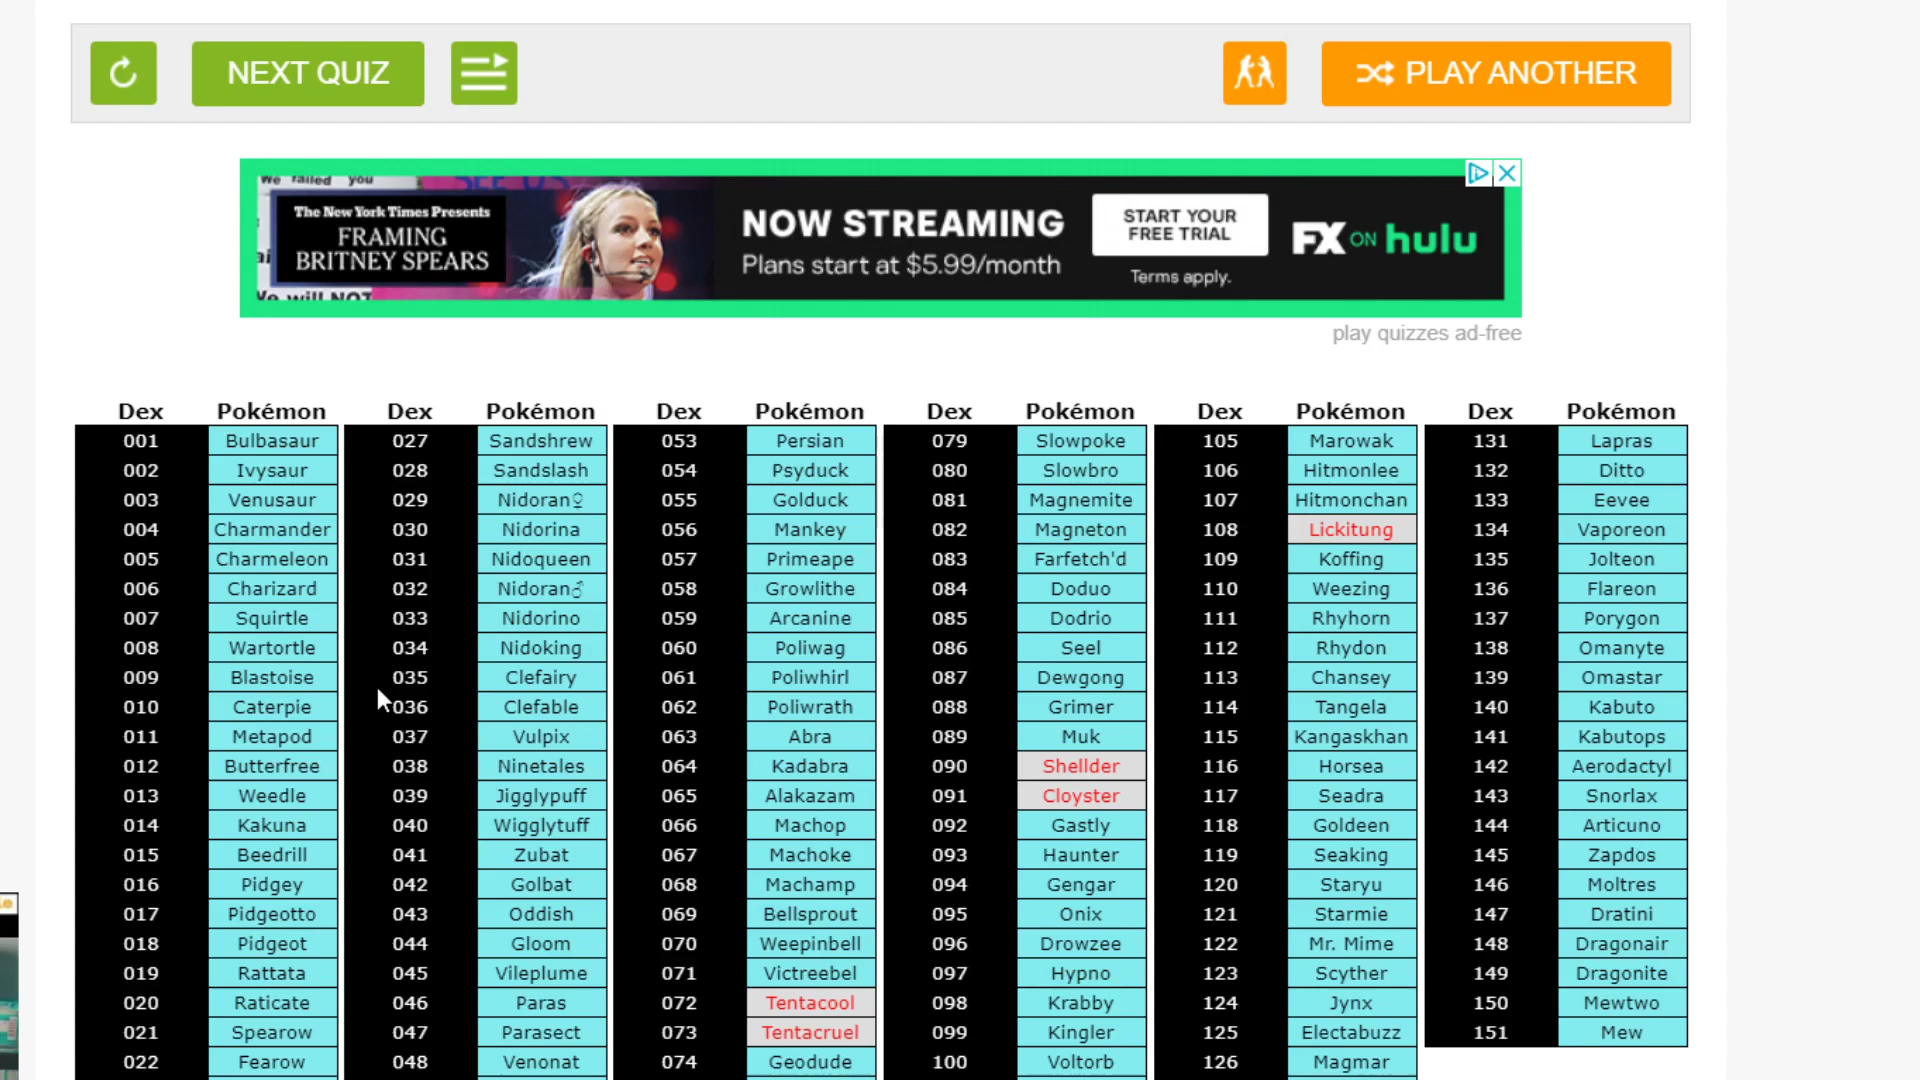 NEXT QUIZ
PLAY ANOTHER
We failed you
SEE US
The New York Times Presents
FRAMING
BRITNEY SPEARS
We will NOT
NOW STREAMING
Plans start at $5.99/month
START YOUR
FREE TRIAL
Terms apply.
FX ON hulu
play quizzes ad-free
Dex Pokémon Dex Pokémon Dex Pokémon Dex Pokémon Dex Pokémon Dex Pokémon
001 Bulbasaur 027 Sandshrew 053 Persian 079 Slowpoke 105 Marowak 131 Lapras
002 Ivysaur 028 Sandslash 054 Psyduck 080 Slowbro 106 Hitmonlee 132 Ditto
003 Venusaur 029 Nidoran♀ 055 Golduck 081 Magnemite 107 Hitmonchan 133 Eevee
004 Charmander 030 Nidorina 056 Mankey 082 Magneton 108 Lickitung 134 Vaporeon
005 Charmeleon 031 Nidoqueen 057 Primeape 083 Farfetch'd 109 Koffing 135 Jolteon
006 Charizard 032 Nidoran♂ 058 Growlithe 084 Doduo 110 Weezing 136 Flareon
007 Squirtle 033 Nidorino 059 Arcanine 085 Dodrio 111 Rhyhorn 137 Porygon
008 Wartortle 034 Nidoking 060 Poliwag 086 Seel 112 Rhydon 138 Omanyte
009 Blastoise 035 Clefairy 061 Poliwhirl 087 Dewgong 113 Chansey 139 Omastar
010 Caterpie 036 Clefable 062 Poliwrath 088 Grimer 114 Tangela 140 Kabuto
011 Metapod 037 Vulpix 063 Abra 089 Muk 115 Kangaskhan 141 Kabutops
012 Butterfree 038 Ninetales 064 Kadabra 090 Shellder 116 Horsea 142 Aerodactyl
013 Weedle 039 Jigglypuff 065 Alakazam 091 Cloyster 117 Seadra 143 Snorlax
014 Kakuna 040 Wigglytuff 066 Machop 092 Gastly 118 Goldeen 144 Articuno
015 Beedrill 041 Zubat 067 Machoke 093 Haunter 119 Seaking 145 Zapdos
016 Pidgey 042 Golbat 068 Machamp 094 Gengar 120 Staryu 146 Moltres
017 Pidgeotto 043 Oddish 069 Bellsprout 095 Onix 121 Starmie 147 Dratini
018 Pidgeot 044 Gloom 070 Weepinbell 096 Drowzee 122 Mr. Mime 148 Dragonair
019 Rattata 045 Vileplume 071 Victreebel 097 Hypno 123 Scyther 149 Dragonite
020 Raticate 046 Paras 072 Tentacool 098 Krabby 124 Jynx 150 Mewtwo
021 Spearow 047 Parasect 073 Tentacruel 099 Kingler 125 Electabuzz 151 Mew
022 Fearow 048 Venonat 074 Geodude 100 Voltorb 126 Magmar